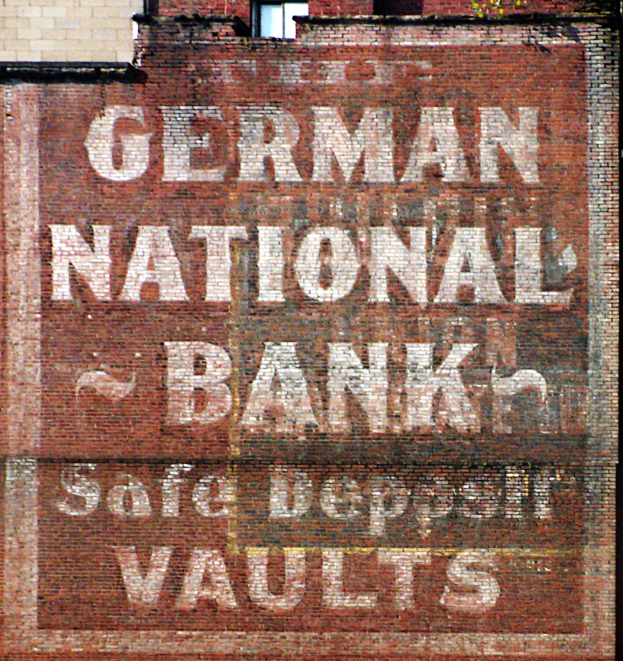 GERMAN
NATIONAL
BANK
Safe Deposit
VAULTS